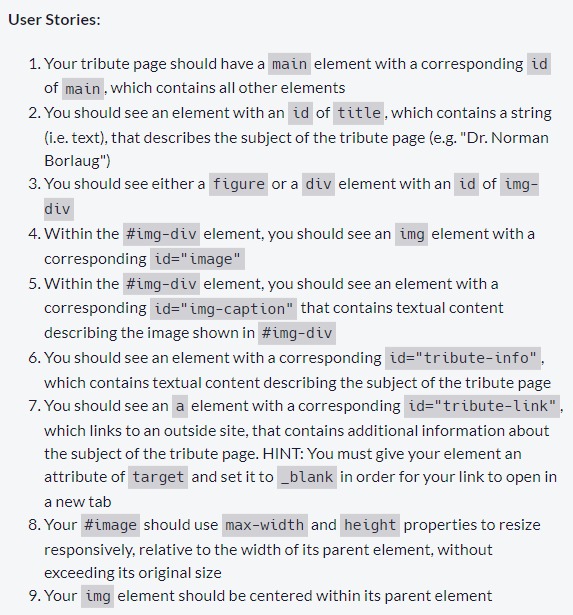 User Stories:
1. Your tribute page should have a main element with a corresponding id
of main, which contains all other elements
2. You should see an element with an id of title, which contains a string
(i.e. text), that describes the subject of the tribute page (e.g. "Dr. Norman
Borlaug")
3. You should see either a figure or a div element with an id of img-
div
4. Within the #img-div element, you should see an img element with a
corresponding id="image"
5. Within the #img-div element, you should see an element with a
corresponding id="img-caption" that contains textual content
describing the image shown in #img-div
6. You should see an element with a corresponding id="tribute-info",
which contains textual content describing the subject of the tribute page
7. You should see an a element with a corresponding id="tribute-link",
which links to an outside site, that contains additional information about
the subject of the tribute page. HINT: You must give your element an
attribute of target and set it to _blank in order for your link to open in
a new tab
8. Your #image should use max-width and height properties to resize
responsively, relative to the width of its parent element, without
exceeding its original size
9. Your img element should be centered within its parent element